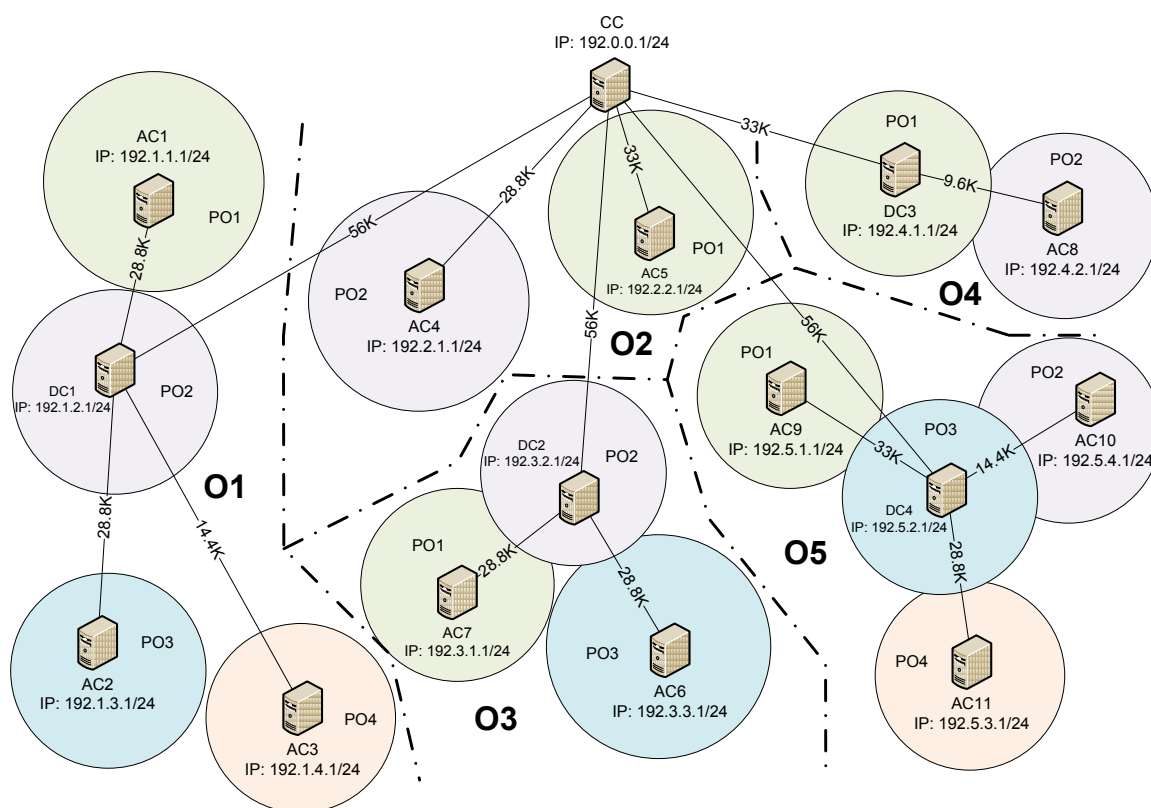 CC
IP: 192.0.0.1/24
AC1
IP: 192.1.1.1/24
PO1
28.8K
DC1
IP: 192.1.2.1/24
PO2
56K
28.8K
14.4K
O1
AC2
IP: 192.1.3.1/24
PO3
AC3
IP: 192.1.4.1/24
PO4
28.8K
PO2
AC4
IP: 192.2.1.1/24
33K
AC5
IP: 192.2.2.1/24
PO1
O2
56K
DC2
IP: 192.3.2.1/24
PO2
PO1
28.8K
AC7
IP: 192.3.1.1/24
28.8K
PO3
AC6
IP: 192.3.3.1/24
O3
33K
PO1
DC3
IP: 192.4.1.1/24
9.6K
PO2
AC8
IP: 192.4.2.1/24
O4
56K
PO1
AC9
IP: 192.5.1.1/24
33K
PO2
AC10
IP: 192.5.4.1/24
14.4K
PO3
DC4
IP: 192.5.2.1/24
O5
28.8K
PO4
AC11
IP: 192.5.3.1/24